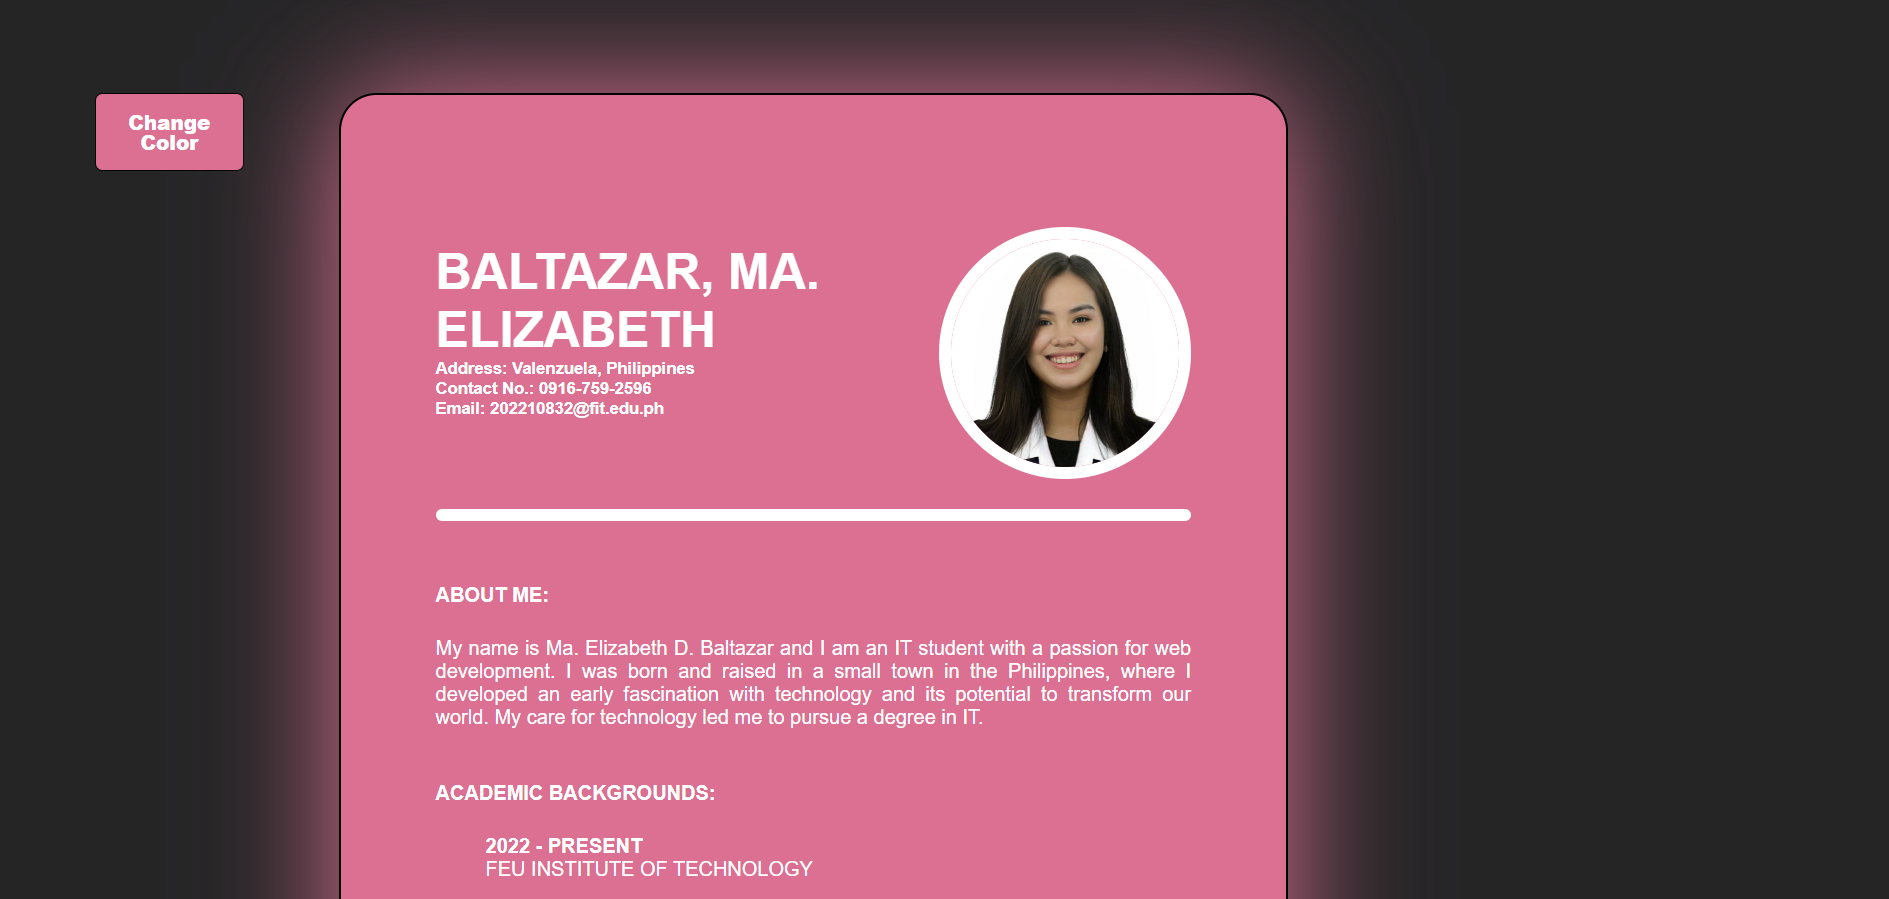 Change
Color
BALTAZAR, MA.
ELIZABETH
Address: Valenzuela, Philippines
Contact No.: 0916-759-2596
Email: 202210832@fit.edu.ph
ABOUT ME:
My name is Ma. Elizabeth D. Baltazar and I am an IT student with a passion for web
development. I was born and raised in a small town in the Philippines, where I
developed an early fascination with technology and its potential to transform our
world. My care for technology led me to pursue a degree in IT.
ACADEMIC BACKGROUNDS:
2022 - PRESENT
FEU INSTITUTE OF TECHNOLOGY